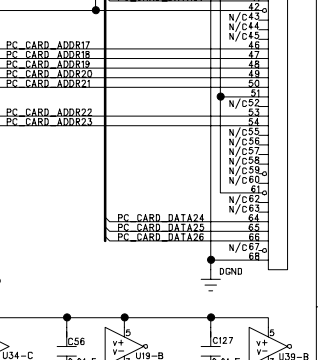 42
N/C43
N/C44
N/C45
PC_CARD_ADDR17 46
PC_CARD_ADDR18 47
PC_CARD_ADDR19 48
PC_CARD_ADDR20 49
PC_CARD_ADDR21 50
51
N/C52
PC_CARD_ADDR22 53
PC_CARD_ADDR23 54
N/C55
N/C56
N/C57
N/C58
N/C59
N/C60
61
N/C62
N/C63
PC_CARD_DATA24 64
PC_CARD_DATA25 65
PC_CARD_DATA26 66
N/C67
68
DGND
5 5
C56 V+ C127 V+
U34-C V- U19-B V- U39-B